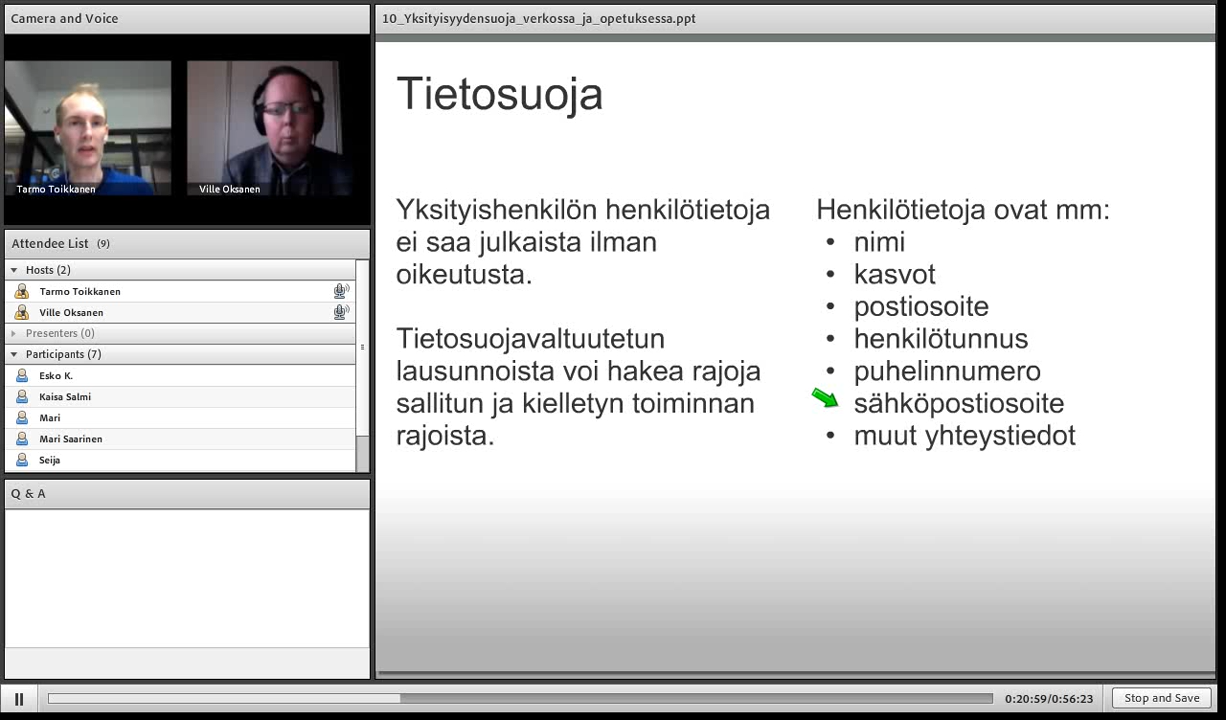 Camera and Voice
Tarmo Toikkanen
Ville Oksanen
Attendee List (9)
Hosts (2)
Tarmo Toikkanen
Ville Oksanen
Presenters (0)
Participants (7)
Esko K.
Kaisa Salmi
Mari
Mari Saarinen
Seija
Q & A
10_Yksityisyydensuoja_verkossa_ja_opetuksessa.ppt
Tietosuoja
Yksityishenkilön henkilötietoja
ei saa julkaista ilman
oikeutusta.
Tietosuojavaltuutetun
lausunnoista voi hakea rajoja
sallitun ja kielletyn toiminnan
rajoista.
Henkilötietoja ovat mm:
• nimi
• kasvot
• postiosoite
• henkilötunnus
• puhelinnumero
sähköpostiosoite
• muut yhteystiedot
0:20:59/0:56:23
Stop and Save